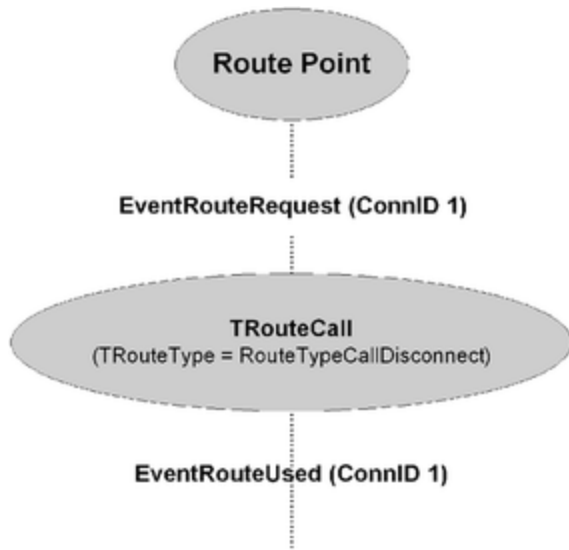 Route Point
EventRouteRequest (ConnID 1)
TRouteCall
(TRouteType = RouteTypeCallDisconnect)
EventRouteUsed (ConnID 1)